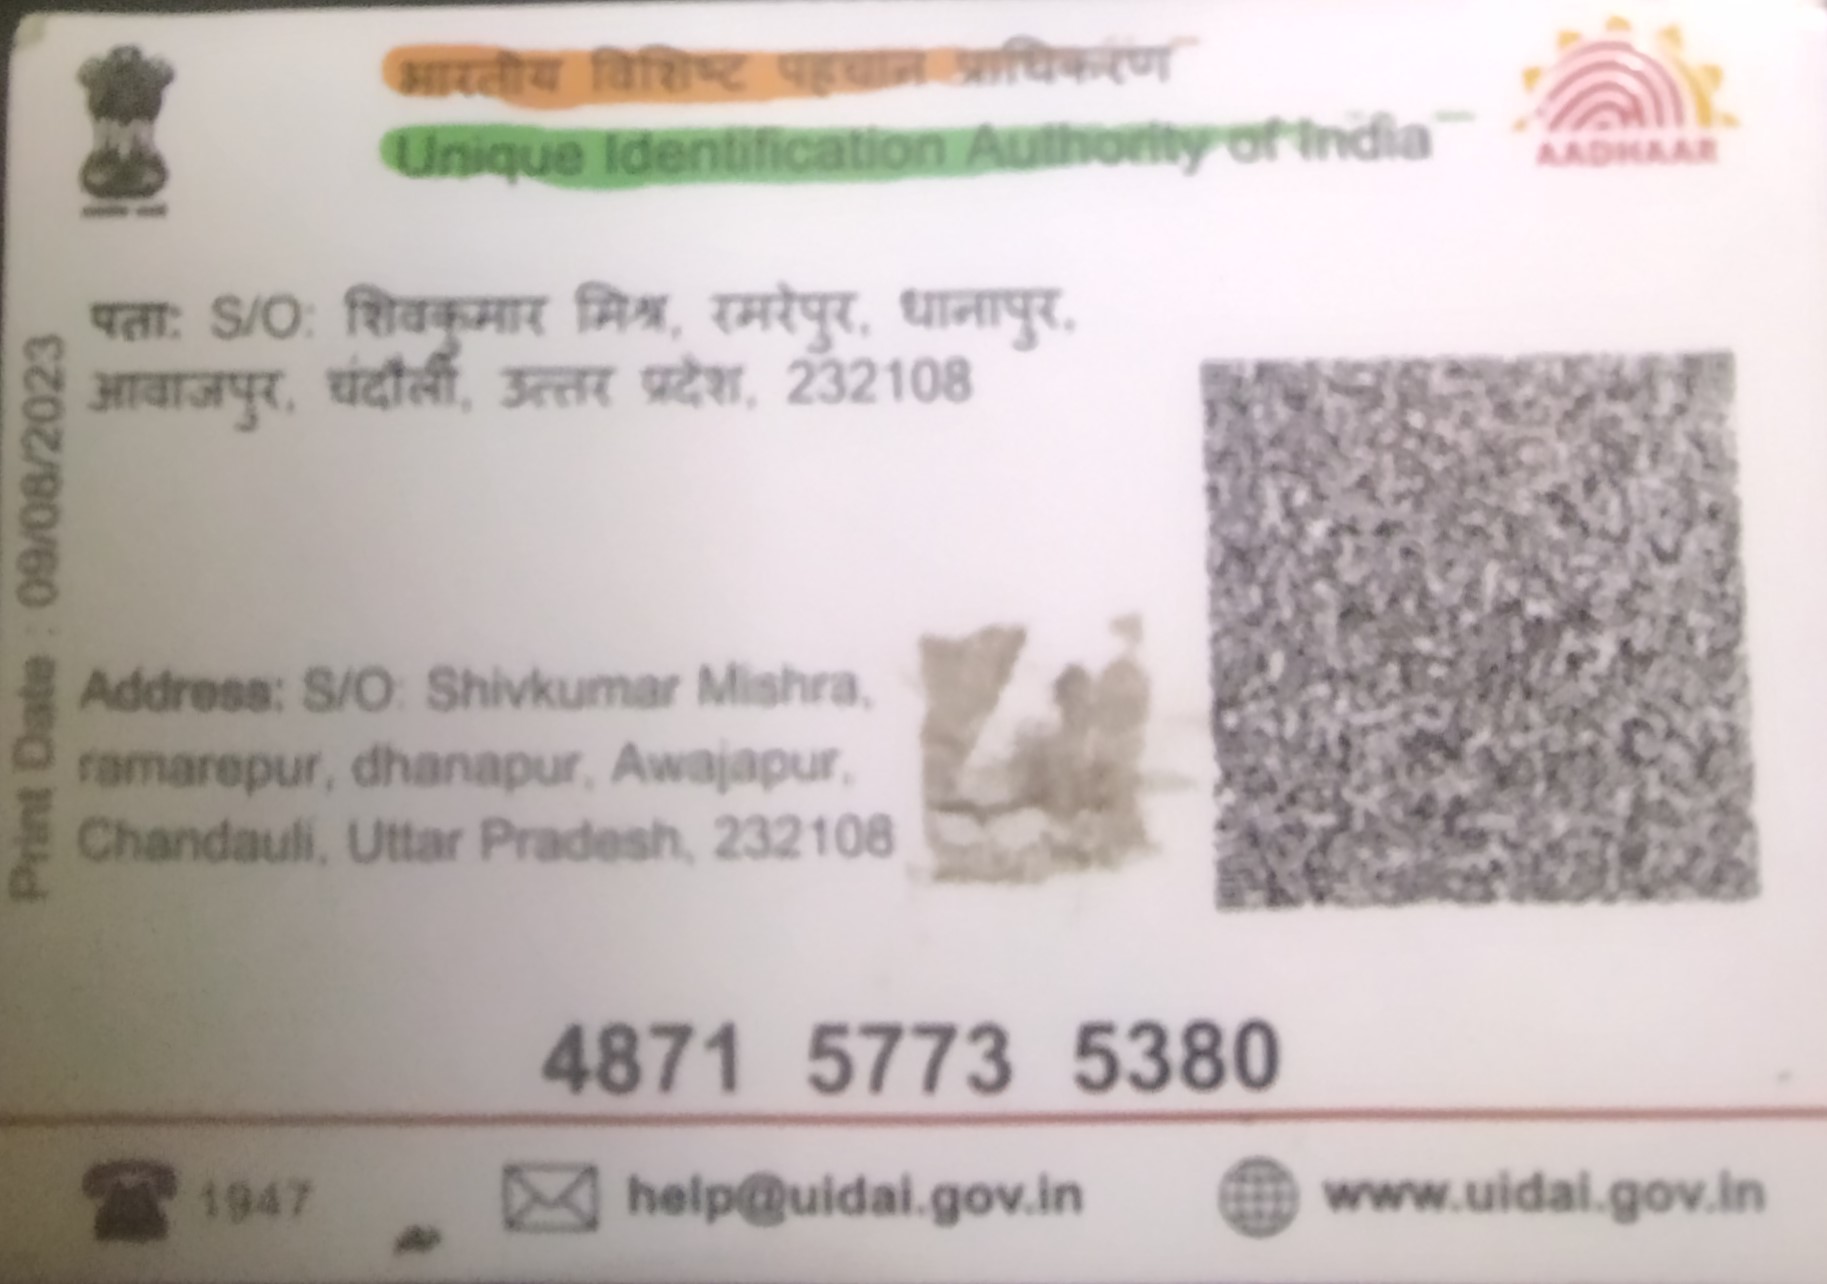 भारतीय विशिष्ट पहचान प्राधिकरण
Unique Identification Authority of India
AADHAAR
Print Date : 09/08/2023
पता: S/O: शिवकुमार मिश्र, रमरेपुर, धानापुर,
आवाजपुर, चंदौली, उत्तर प्रदेश, 232108
Address: S/O: Shivkumar Mishra,
ramarepur, dhanapur, Awajapur,
Chandauli, Uttar Pradesh, 232108
4871 5773 5380
1947
help@uidai.gov.in
www.uidai.gov.in